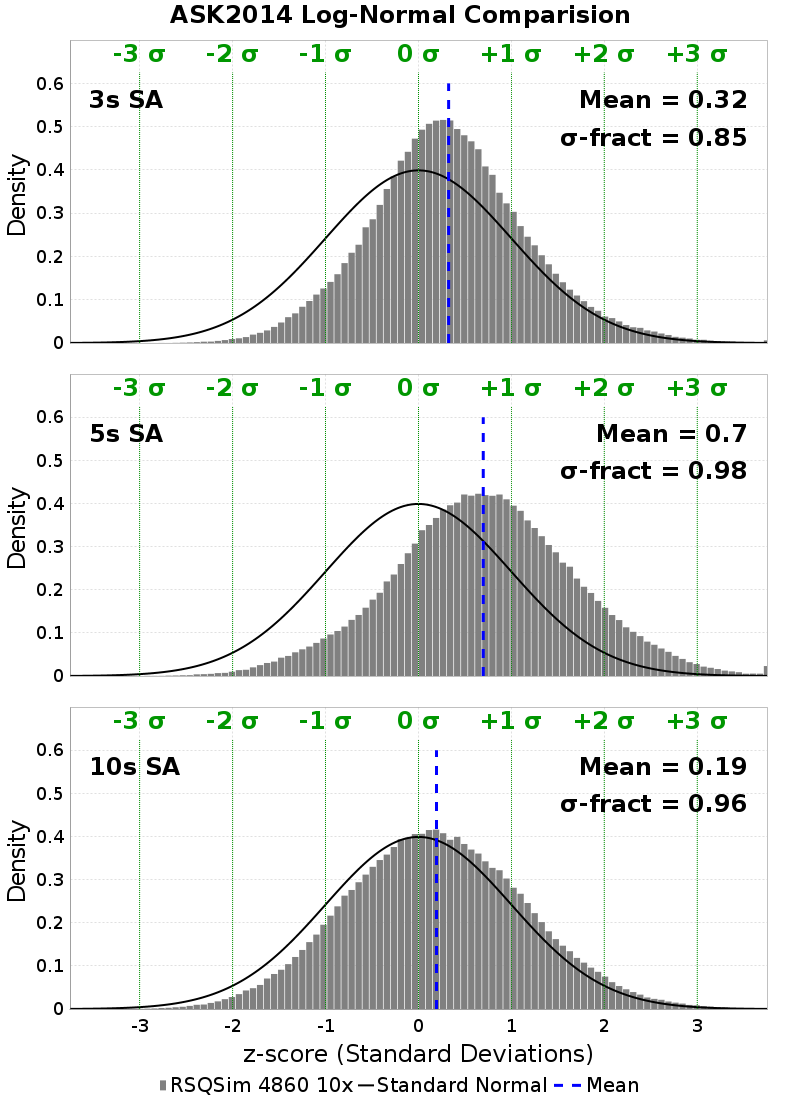 ASK2014 Log-Normal Comparision
-3 σ -2 σ -1 σ 0 σ +1 σ +2 σ +3 σ
3s SA
Mean = 0.32
σ-fract = 0.85
Density
0.6
0.5
0.4
0.3
0.2
0.1
0
-3 σ -2 σ -1 σ 0 σ +1 σ +2 σ +3 σ
5s SA
Mean = 0.7
σ-fract = 0.98
Density
0.6
0.5
0.4
0.3
0.2
0.1
0
-3 σ -2 σ -1 σ 0 σ +1 σ +2 σ +3 σ
10s SA
Mean = 0.19
σ-fract = 0.96
Density
0.6
0.5
0.4
0.3
0.2
0.1
0
-3 -2 -1 0 1 2 3
z-score (Standard Deviations)
RSQSim 4860 10x Standard Normal Mean